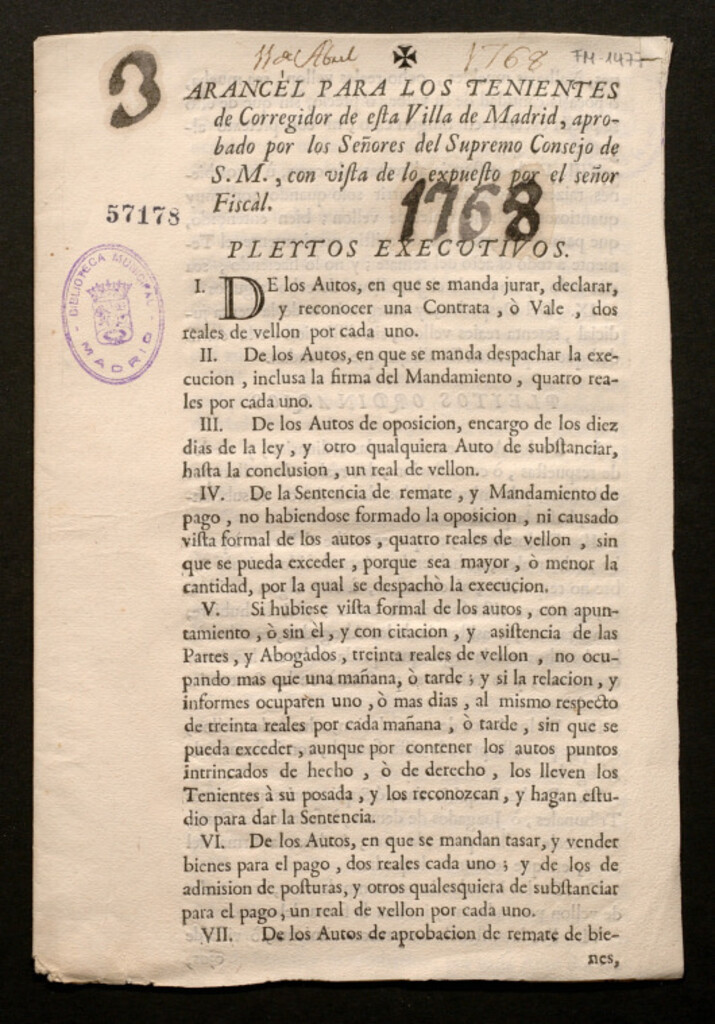 11 de Abril 1768 FM-1477
3
ARANCÈL PARA LOS TENIENTES
de Corregidor de eſta Villa de Madrid, apro-
bado por los Señores del Supremo Consejo de
S. M., con viſta de lo expueſto por el señor
Fiscàl.
1768
57178
BIBLIOTECA MUNICIPAL
MADRID
PLEYTOS EXECUTIVOS.
I. DE los Autos, en que se manda jurar, declarar,
y reconocer una Contrata, ò Vale, dos
reales de vellon por cada uno.
II. De los Autos, en que se manda despachar la exe-
cucion, inclusa la firma del Mandamiento, quatro rea-
les por cada uno.
III. De los Autos de oposicion, encargo de los diez
dias de la ley, y otro qualquiera Auto de subſtanciar,
haſta la conclusion, un real de vellon.
IV. De la Sentencia de remate, y Mandamiento de
pago, no habiendose formado la oposicion, ni causado
viſta formal de los autos, quatro reales de vellon, sin
que se pueda exceder, porque sea mayor, ò menor la
cantidad, por la qual se despachò la execucion.
V. Si hubiese viſta formal de los autos, con apun-
tamiento, ò sin èl, y con citacion, y asiſtencia de las
Partes, y Abogados, treinta reales de vellon, no ocu-
pando mas que una mañana, ò tarde; y si la relacion, y
informes ocuparen uno, ò mas dias, al mismo respecto
de treinta reales por cada mañana, ò tarde, sin que se
pueda exceder, aunque por contener los autos puntos
intrincados de hecho, ò de derecho, los lleven los
Tenientes à su posada, y los reconozcan, y hagan eſtu-
dio para dar la Sentencia.
VI. De los Autos, en que se mandan tasar, y vender
bienes para el pago, dos reales cada uno; y de los de
admision de poſturas, y otros qualesquiera de subſtanciar
para el pago, un real de vellon por cada uno.
VII. De los Autos de aprobacion de remate de bie-
nes,